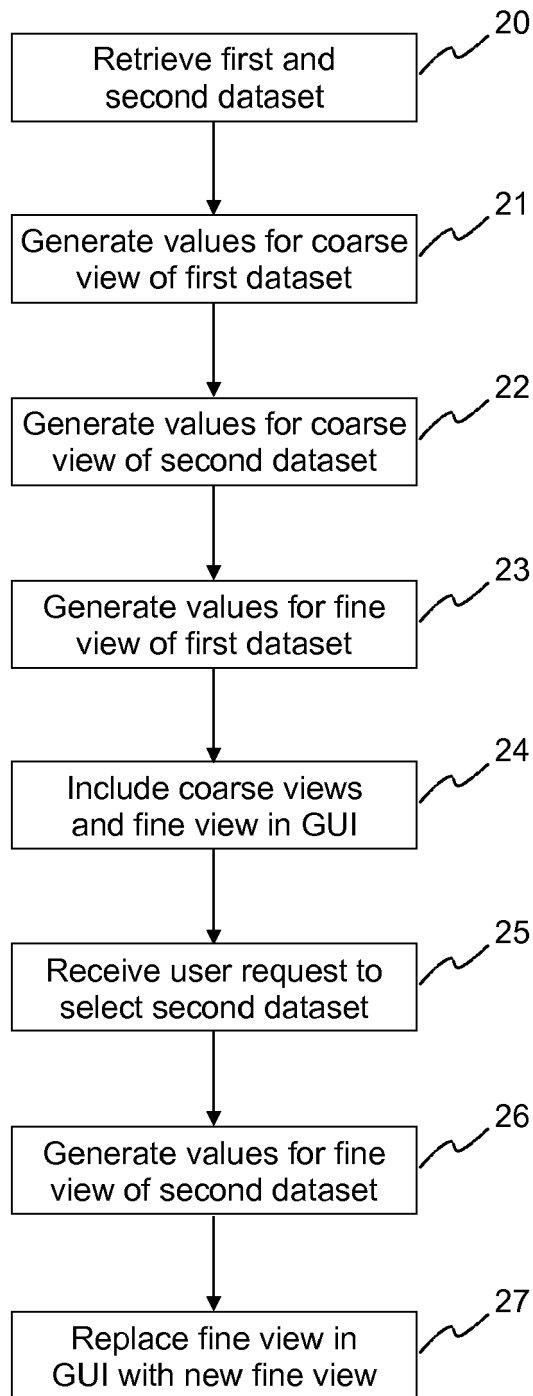 20
Retrieve first and
second dataset
21
Generate values for coarse
view of first dataset
22
Generate values for coarse
view of second dataset
23
Generate values for fine
view of first dataset
24
Include coarse views
and fine view in GUI
25
Receive user request to
select second dataset
26
Generate values for fine
view of second dataset
27
Replace fine view in
GUI with new fine view